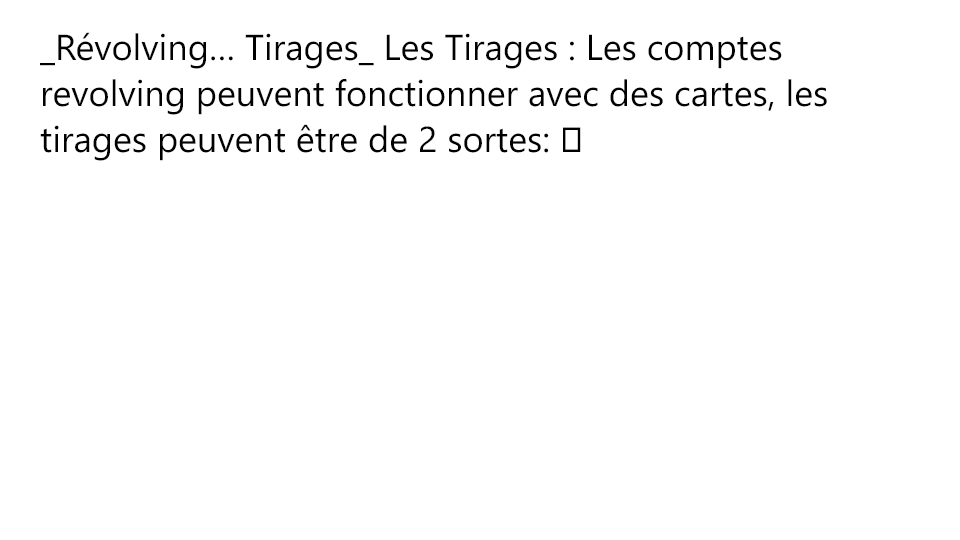 _Révolving... Tirages_ Les Tirages : Les comptes
revolving peuvent fonctionner avec des cartes, les
tirages peuvent être de 2 sortes: